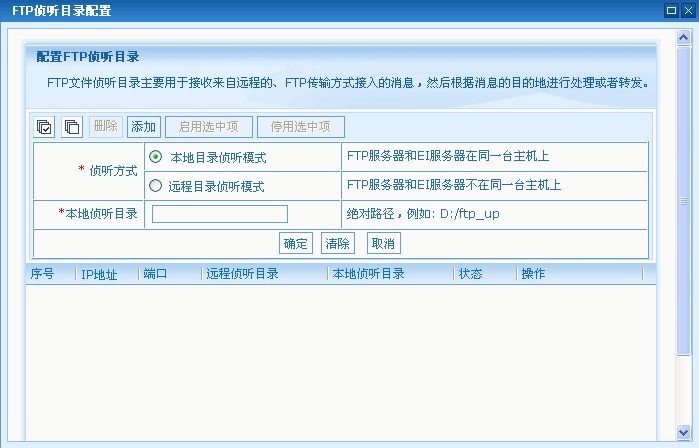 FTP侦听目录配置
配置FTP侦听目录
FTP文件侦听目录主要用于接收来自远程的、FTP传输方式接入的消息，然后根据消息的目的地进行处理或者转发。
删除 添加 启用选中项 停用选中项
* 侦听方式 本地目录侦听模式 FTP服务器和EI服务器在同一台主机上
远程目录侦听模式 FTP服务器和EI服务器不在同一台主机上
*本地侦听目录 绝对路径，例如: D:/ftp_up
确定 清除 取消
序号 IP地址 端口 远程侦听目录 本地侦听目录 状态 操作